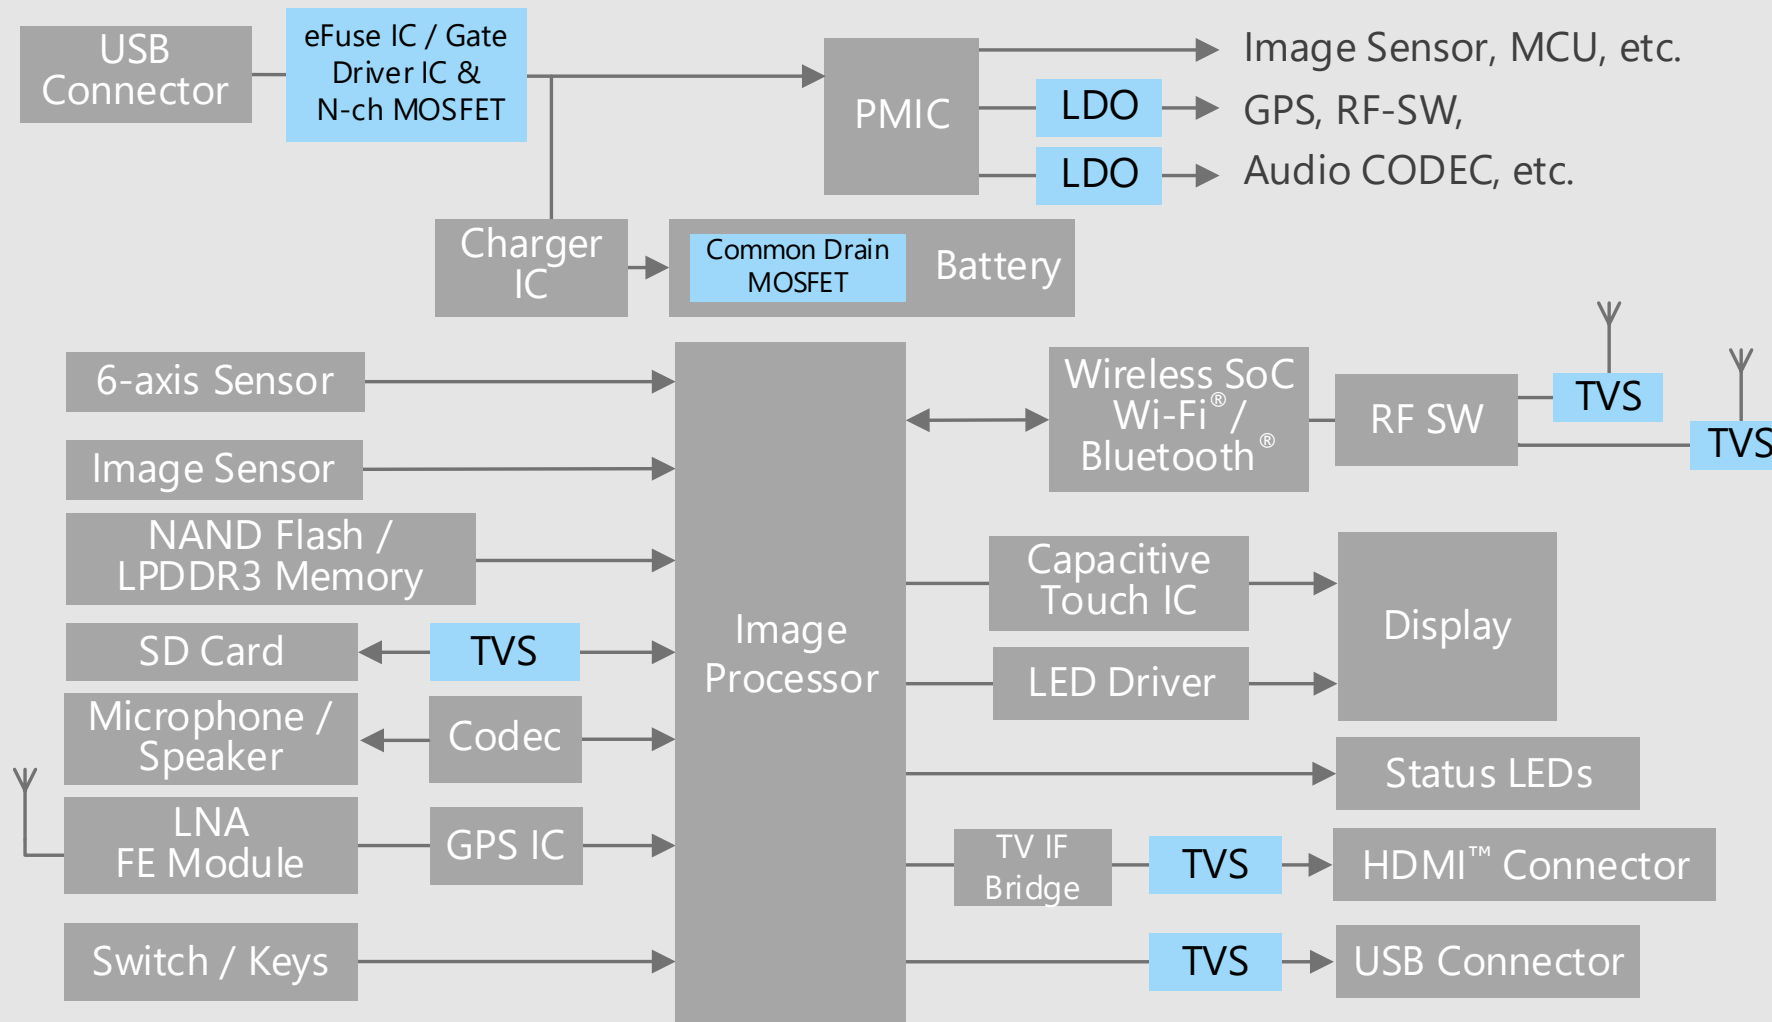 USB
Connector
eFuse IC / Gate
Driver IC &
N-ch MOSFET
PMIC
LDO
LDO
Image Sensor, MCU, etc.
GPS, RF-SW,
Audio CODEC, etc.
Charger
IC
Common Drain
MOSFET
Battery
6-axis Sensor
Image Sensor
NAND Flash /
LPDDR3 Memory
SD Card
TVS
Microphone /
Speaker
Codec
LNA
FE Module
GPS IC
Switch / Keys
Image
Processor
Wireless SoC
Wi-Fi® /
Bluetooth®
RF SW
TVS
TVS
Capacitive
Touch IC
LED Driver
Display
Status LEDs
TV IF
Bridge
TVS
HDMI™ Connector
TVS
USB Connector